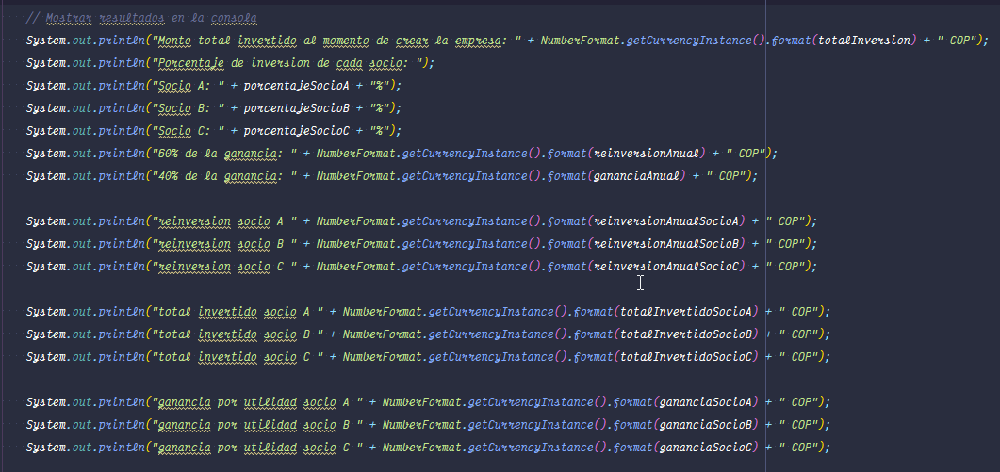 // Mostrar resultados en la consola
System.out.println("Monto total invertido al momento de crear la empresa: " + NumberFormat.getCurrencyInstance().format(totalInversion) + " COP");
System.out.println("Porcentaje de inversion de cada socio: ");
System.out.println("Socio A: " + porcentajeSocioA + "%");
System.out.println("Socio B: " + porcentajeSocioB + "%");
System.out.println("Socio C: " + porcentajeSocioC + "%");
System.out.println("60% de la ganancia: " + NumberFormat.getCurrencyInstance().format(reinversionAnual) + " COP");
System.out.println("40% de la ganancia: " + NumberFormat.getCurrencyInstance().format(gananciaAnual) + " COP");
System.out.println("reinversion socio A " + NumberFormat.getCurrencyInstance().format(reinversionAnualSocioA) + " COP");
System.out.println("reinversion socio B " + NumberFormat.getCurrencyInstance().format(reinversionAnualSocioB) + " COP");
System.out.println("reinversion socio C " + NumberFormat.getCurrencyInstance().format(reinversionAnualSocioC) + " COP");
System.out.println("total invertido socio A " + NumberFormat.getCurrencyInstance().format(totalInvertidoSocioA) + " COP");
System.out.println("total invertido socio B " + NumberFormat.getCurrencyInstance().format(totalInvertidoSocioB) + " COP");
System.out.println("total invertido socio C " + NumberFormat.getCurrencyInstance().format(totalInvertidoSocioC) + " COP");
System.out.println("ganancia por utilidad socio A " + NumberFormat.getCurrencyInstance().format(gananciaSocioA) + " COP");
System.out.println("ganancia por utilidad socio B " + NumberFormat.getCurrencyInstance().format(gananciaSocioB) + " COP");
System.out.println("ganancia por utilidad socio C " + NumberFormat.getCurrencyInstance().format(gananciaSocioC) + " COP");